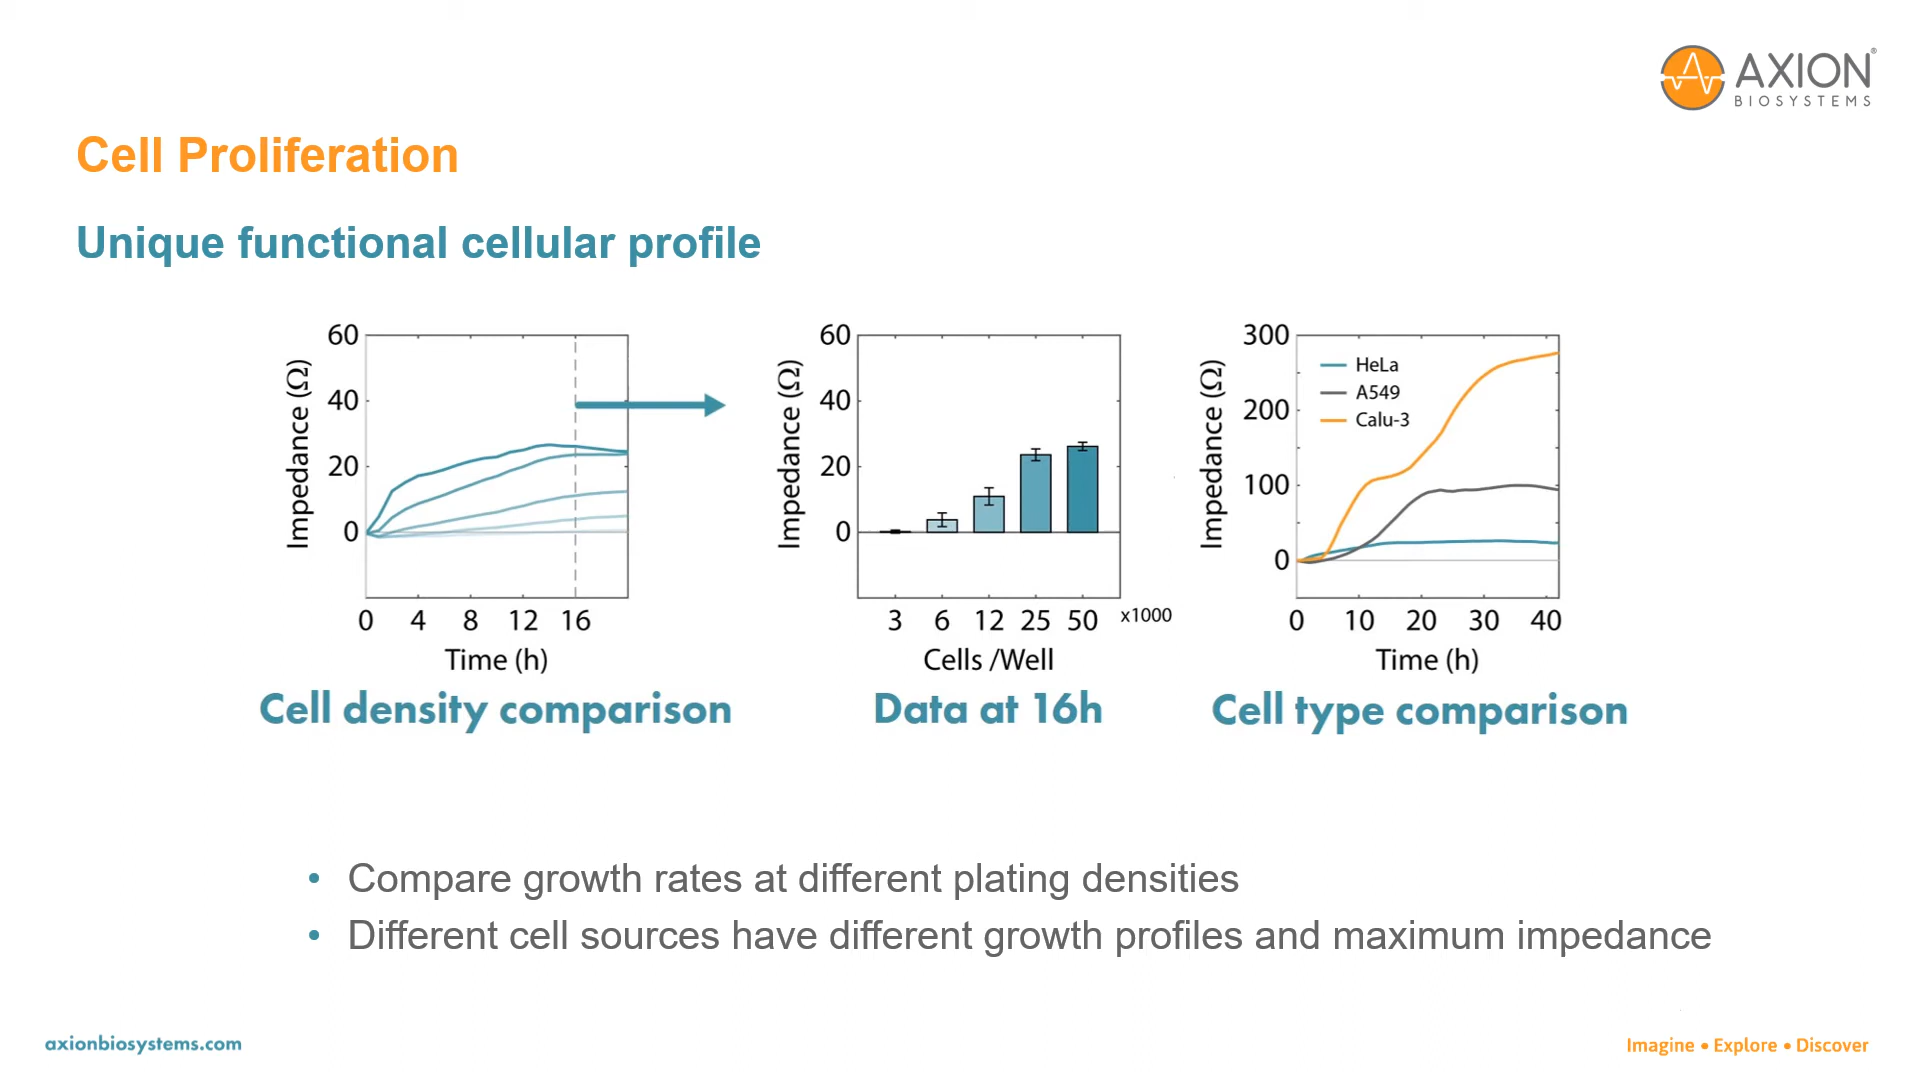 AXION®
BIOSYSTEMS
Cell Proliferation
Unique functional cellular profile
60
40
20
0
Impedance (Ω)
0 4 8 12 16
Time (h)
Cell density comparison
60
40
20
0
Impedance (Ω)
3 6 12 25 50 x1000
Cells /Well
Data at 16h
300
200
100
0
Impedance (Ω)
HeLa
A549
Calu-3
0 10 20 30 40
Time (h)
Cell type comparison
• Compare growth rates at different plating densities
• Different cell sources have different growth profiles and maximum impedance
axionbiosystems.com
Imagine • Explore • Discover